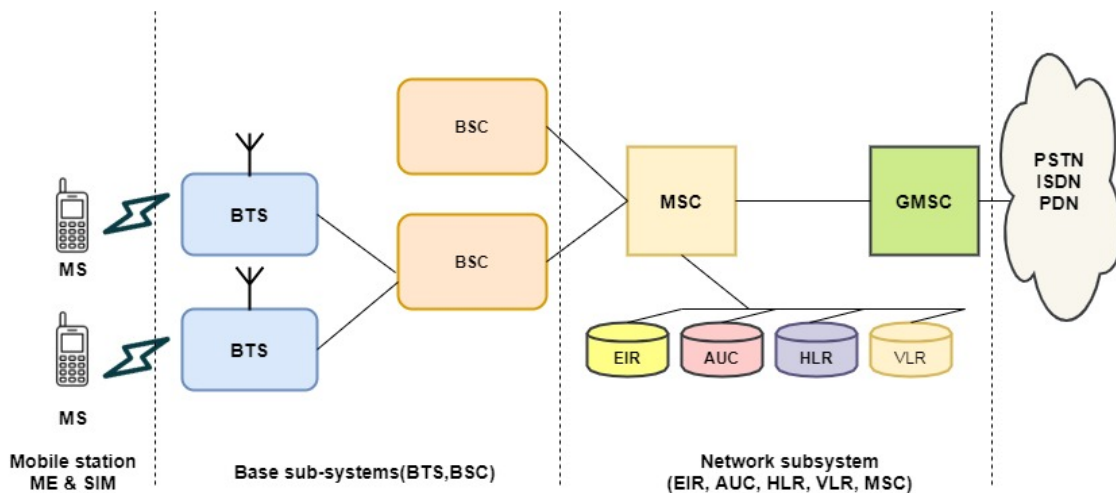 BSC
BTS
MS
BSC
MSC
GMSC
PSTN
ISDN
PDN
BTS
MS
EIR
AUC
HLR
VLR
Mobile station
ME & SIM
Base sub-systems(BTS,BSC)
Network subsystem
(EIR, AUC, HLR, VLR, MSC)